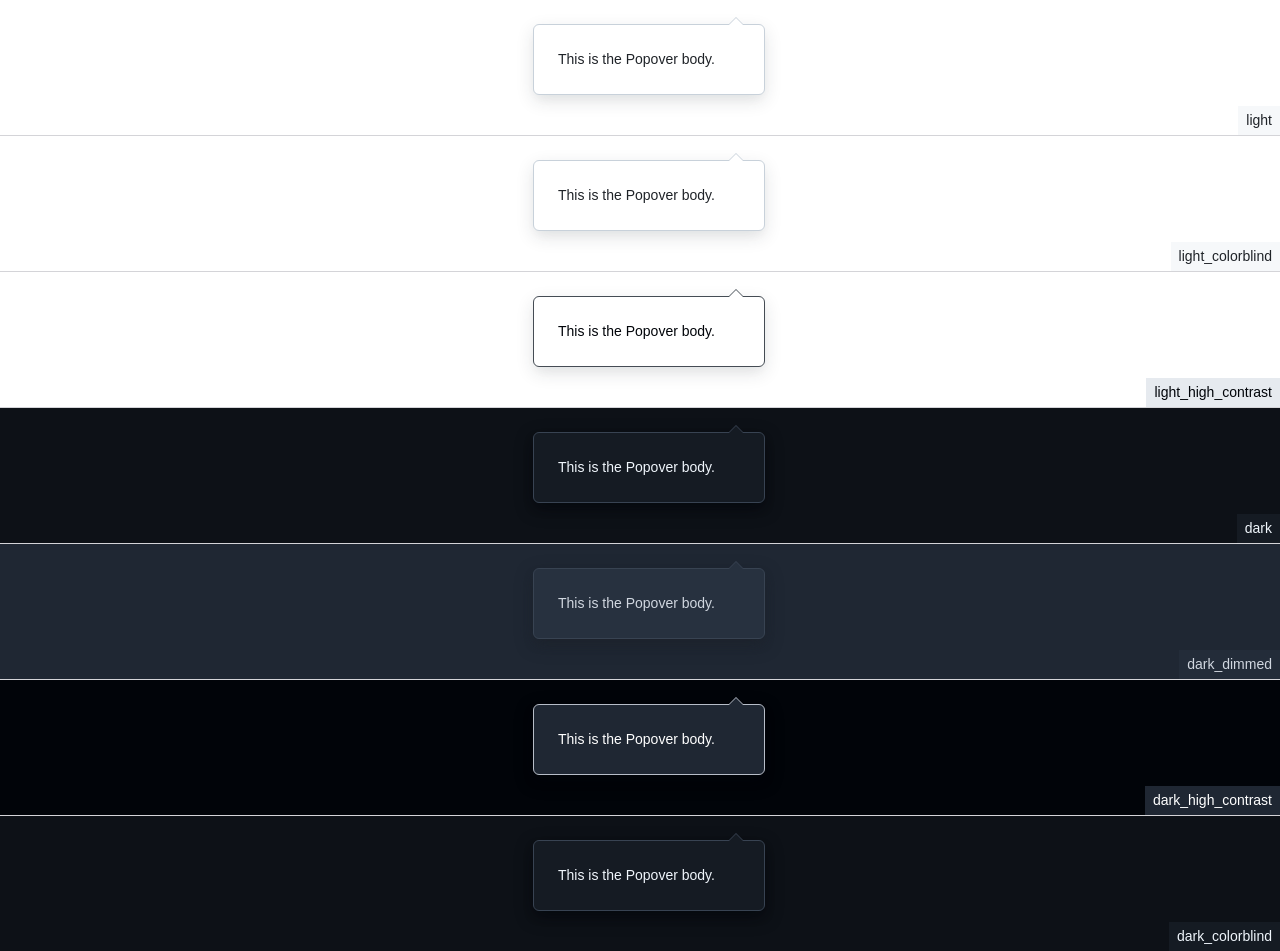 This is the Popover body.
light
This is the Popover body.
light_colorblind
This is the Popover body.
light_high_contrast
This is the Popover body.
dark
This is the Popover body.
dark_dimmed
This is the Popover body.
dark_high_contrast
This is the Popover body.
dark_colorblind